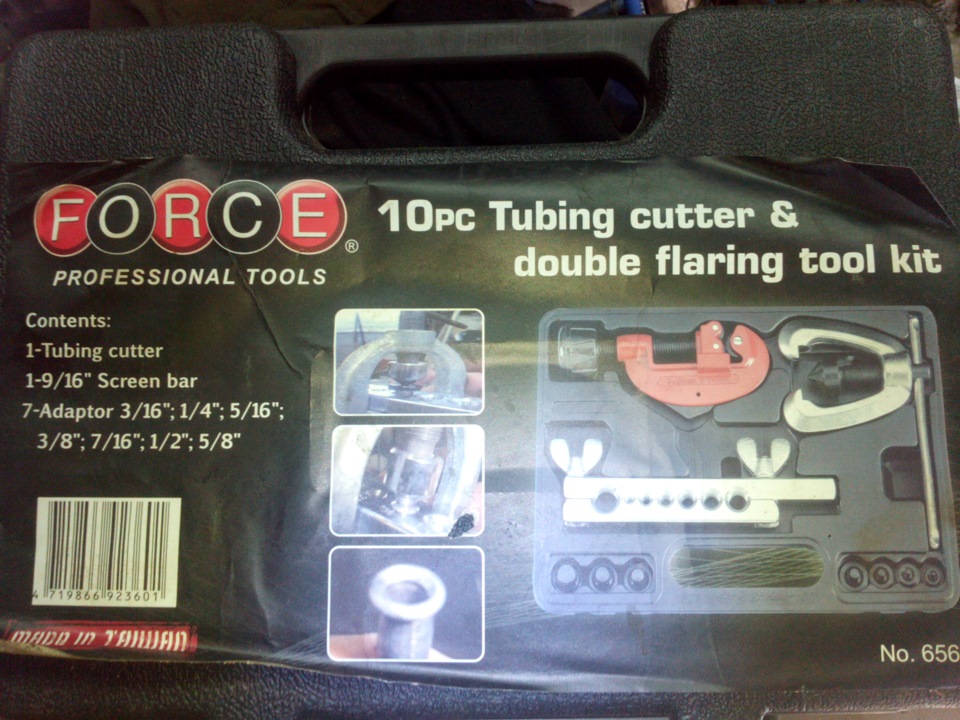 FORCE®
PROFESSIONAL TOOLS
10PC Tubing cutter &
double flaring tool kit
Contents:
1-Tubing cutter
1-9/16" Screen bar
7-Adaptor 3/16"; 1/4"; 5/16";
3/8"; 7/16"; 1/2"; 5/8"
4 719866 923601
MADE IN TAIWAN
No. 656